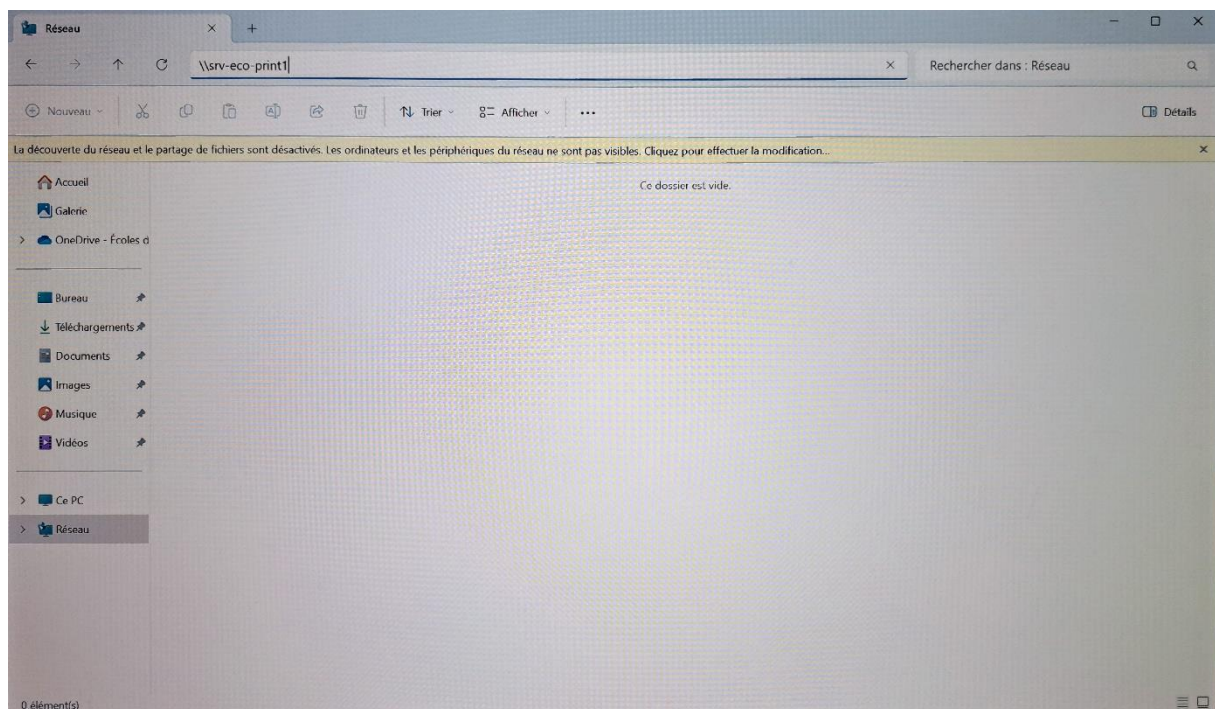 Réseau
\\srv-eco-print1
Rechercher dans : Réseau
Nouveau
Trier
Afficher
Détails
La découverte du réseau et le partage de fichiers sont désactivés. Les ordinateurs et les périphériques du réseau ne sont pas visibles. Cliquez pour effectuer la modification...
Accueil
Ce dossier est vide.
Galerie
OneDrive - Écoles d
Bureau
Téléchargements
Documents
Images
Musique
Vidéos
Ce PC
Réseau
0 élément(s)